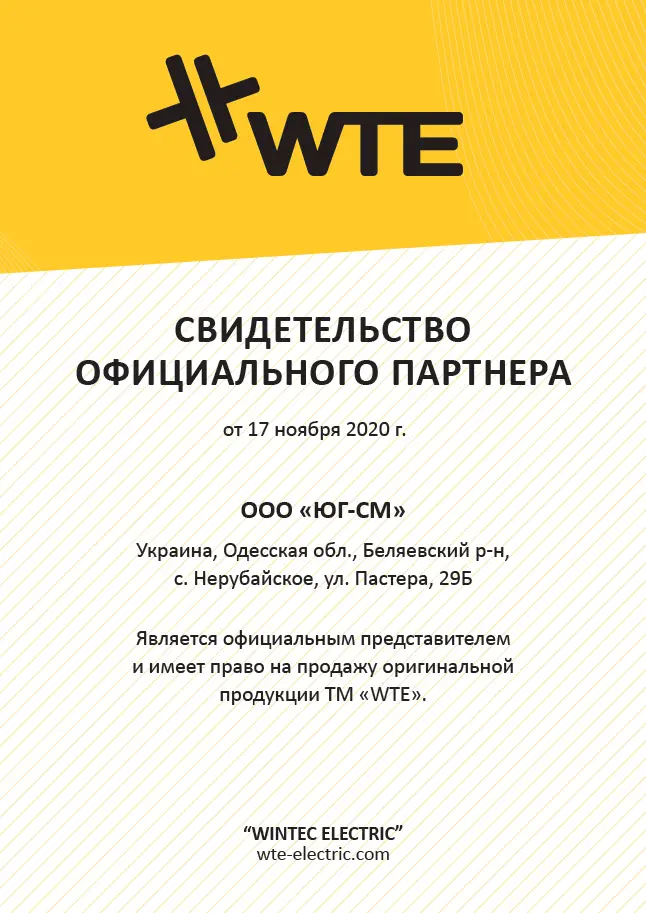 WTE
СВИДЕТЕЛЬСТВО
ОФИЦИАЛЬНОГО ПАРТНЕРА
от 17 ноября 2020 г.
ООО «ЮГ-СМ»
Украина, Одесская обл., Беляевский р-н,
с. Нерубайское, ул. Пастера, 29Б
Является официальным представителем
и имеет право на продажу оригинальной
продукции ТМ «WTE».
“WINTEC ELECTRIC”
wte-electric.com